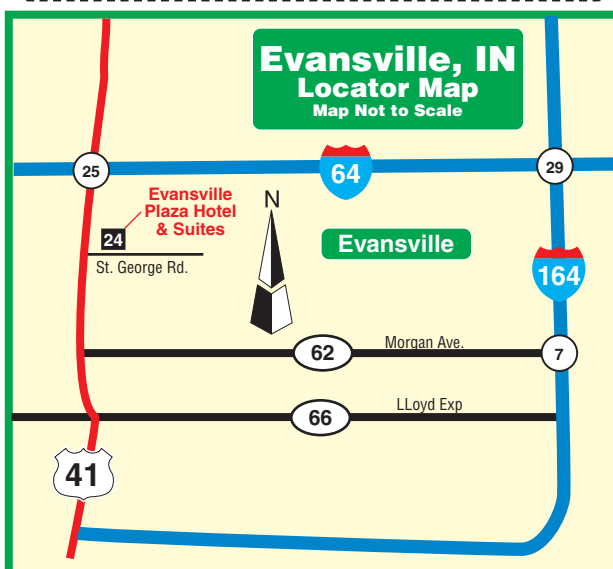 Evansville, IN
Locator Map
Map Not to Scale
25
64
29
Evansville
Plaza Hotel
& Suites
24
N
Evansville
St. George Rd.
164
Morgan Ave.
62
7
LLoyd Exp
66
41